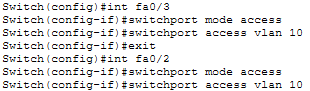 Switch(config)#int fa0/3
Switch(config-if)#switchport mode access
Switch(config-if)#switchport access vlan 10
Switch(config-if)#exit
Switch(config)#int fa0/2
Switch(config-if)#switchport mode access
Switch(config-if)#switchport access vlan 10